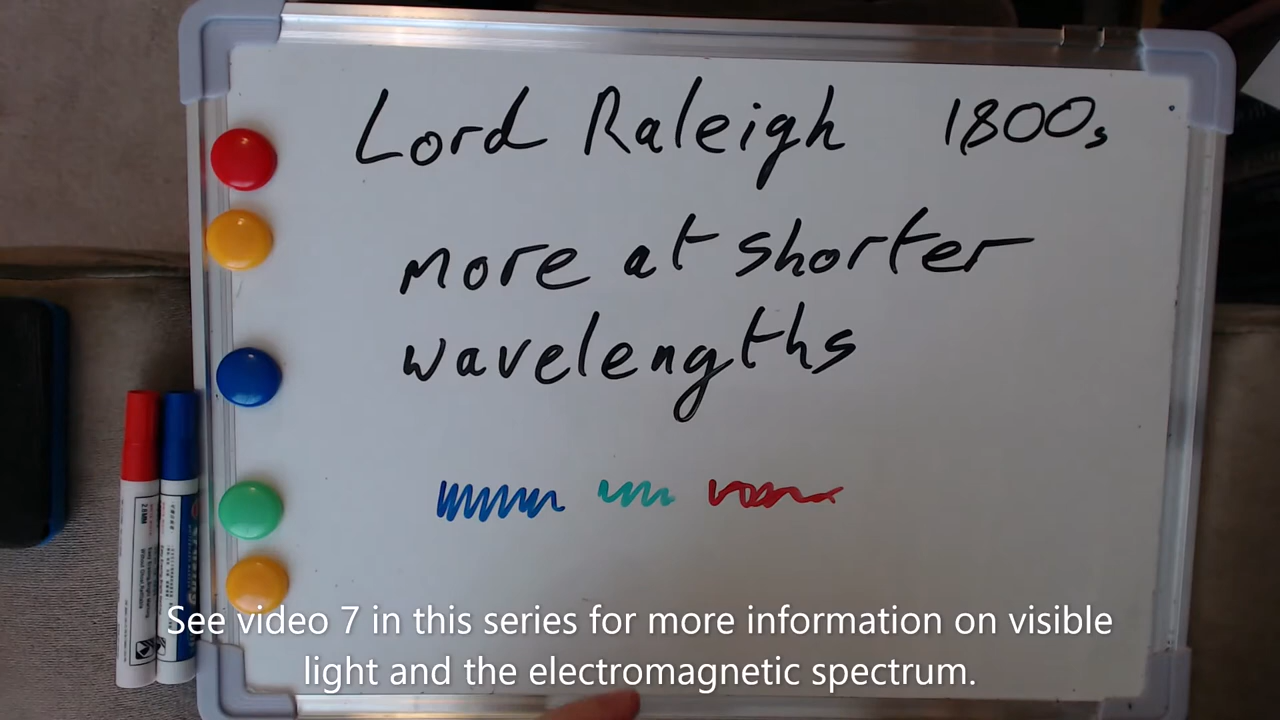 Lord Raleigh 1800s
more at shorter
wavelengths
See video 7 in this series for more information on visible
light and the electromagnetic spectrum.